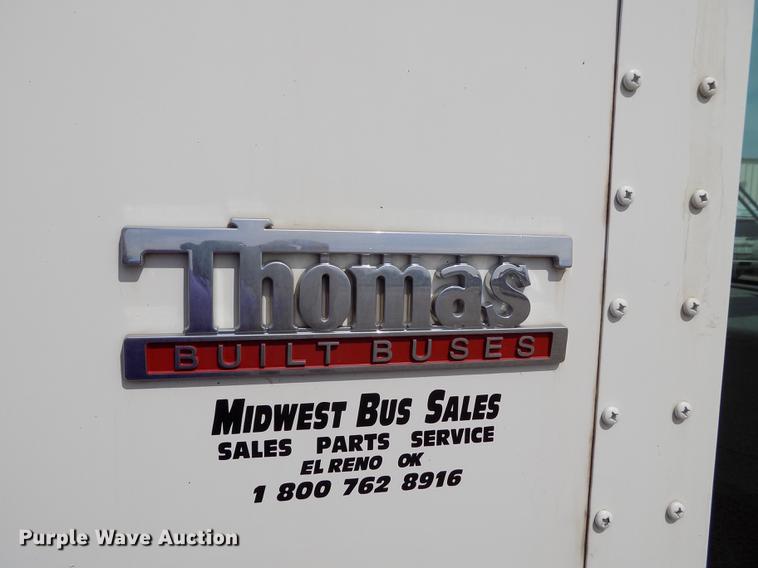 Thomas
BUILT BUSES
MIDWEST BUS SALES
SALES PARTS SERVICE
EL RENO OK
1 800 762 8916
Purple Wave Auction